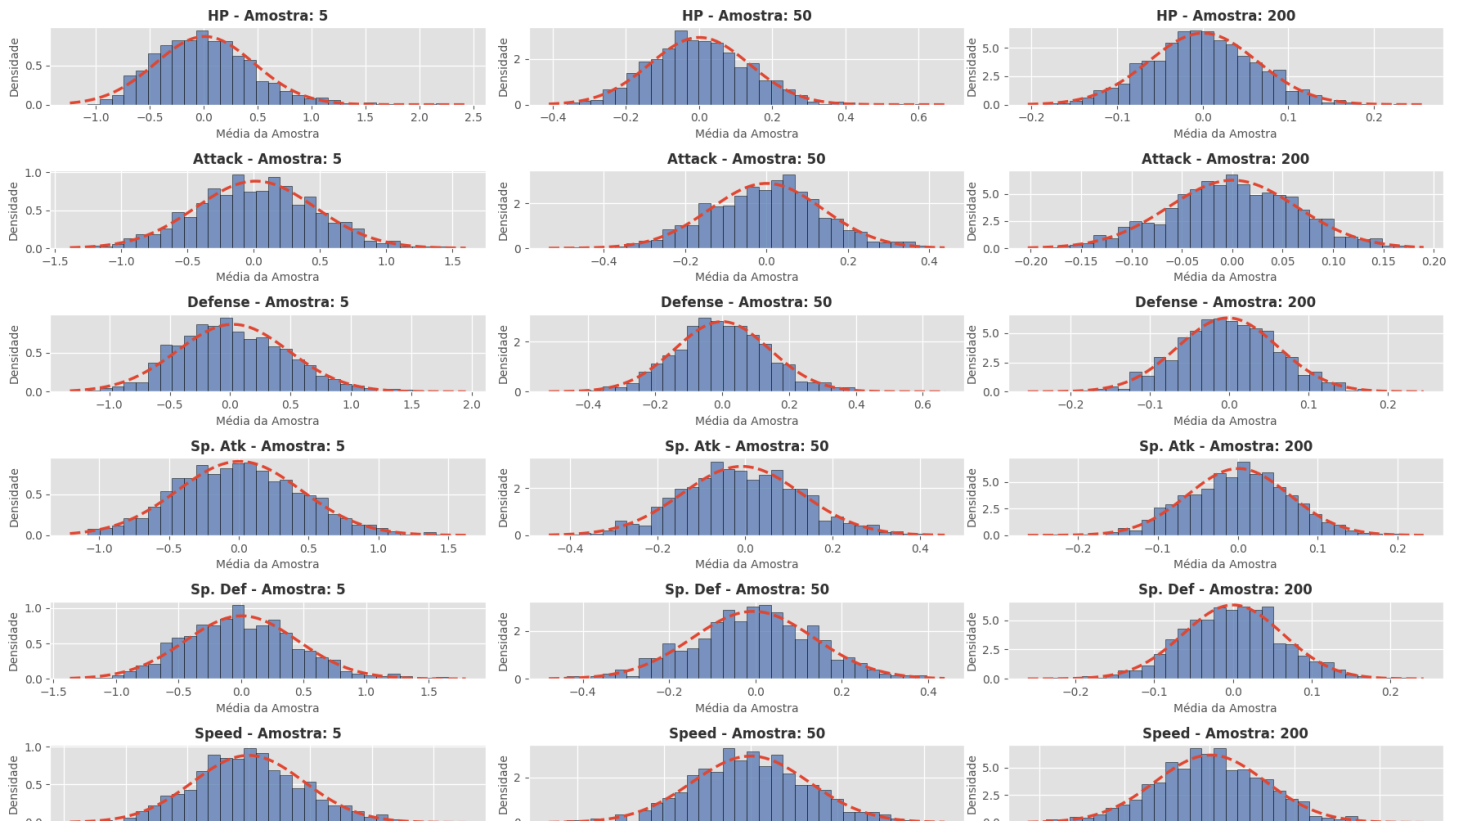 HP - Amostra: 5
HP - Amostra: 50
HP - Amostra: 200
Densidade
0.5
0.0
Densidade
2
0
Densidade
5.0
2.5
0.0
−1.0 −0.5 0.0 0.5 1.0 1.5 2.0 2.5
−0.4 −0.2 0.0 0.2 0.4 0.6
−0.2 −0.1 0.0 0.1 0.2
Média da Amostra
Média da Amostra
Média da Amostra
Attack - Amostra: 5
Attack - Amostra: 50
Attack - Amostra: 200
Densidade
1.0
0.5
0.0
Densidade
2
0
Densidade
5.0
2.5
0.0
−1.5 −1.0 −0.5 0.0 0.5 1.0 1.5
−0.4 −0.2 0.0 0.2 0.4
−0.20 −0.15 −0.10 −0.05 0.00 0.05 0.10 0.15 0.20
Média da Amostra
Média da Amostra
Média da Amostra
Defense - Amostra: 5
Defense - Amostra: 50
Defense - Amostra: 200
Densidade
0.5
0.0
Densidade
2
0
Densidade
5.0
2.5
0.0
−1.0 −0.5 0.0 0.5 1.0 1.5 2.0
−0.4 −0.2 0.0 0.2 0.4 0.6
−0.2 −0.1 0.0 0.1 0.2
Média da Amostra
Média da Amostra
Média da Amostra
Sp. Atk - Amostra: 5
Sp. Atk - Amostra: 50
Sp. Atk - Amostra: 200
Densidade
0.5
0.0
Densidade
2
0
Densidade
5.0
2.5
0.0
−1.0 −0.5 0.0 0.5 1.0 1.5
−0.4 −0.2 0.0 0.2 0.4
−0.2 −0.1 0.0 0.1 0.2
Média da Amostra
Média da Amostra
Média da Amostra
Sp. Def - Amostra: 5
Sp. Def - Amostra: 50
Sp. Def - Amostra: 200
Densidade
1.0
0.5
0.0
Densidade
2
0
Densidade
5.0
2.5
0.0
−1.5 −1.0 −0.5 0.0 0.5 1.0 1.5
−0.4 −0.2 0.0 0.2 0.4
−0.2 −0.1 0.0 0.1 0.2
Média da Amostra
Média da Amostra
Média da Amostra
Speed - Amostra: 5
Speed - Amostra: 50
Speed - Amostra: 200
Densidade
1.0
0.5
0.0
Densidade
2
0
Densidade
5.0
2.5
0.0